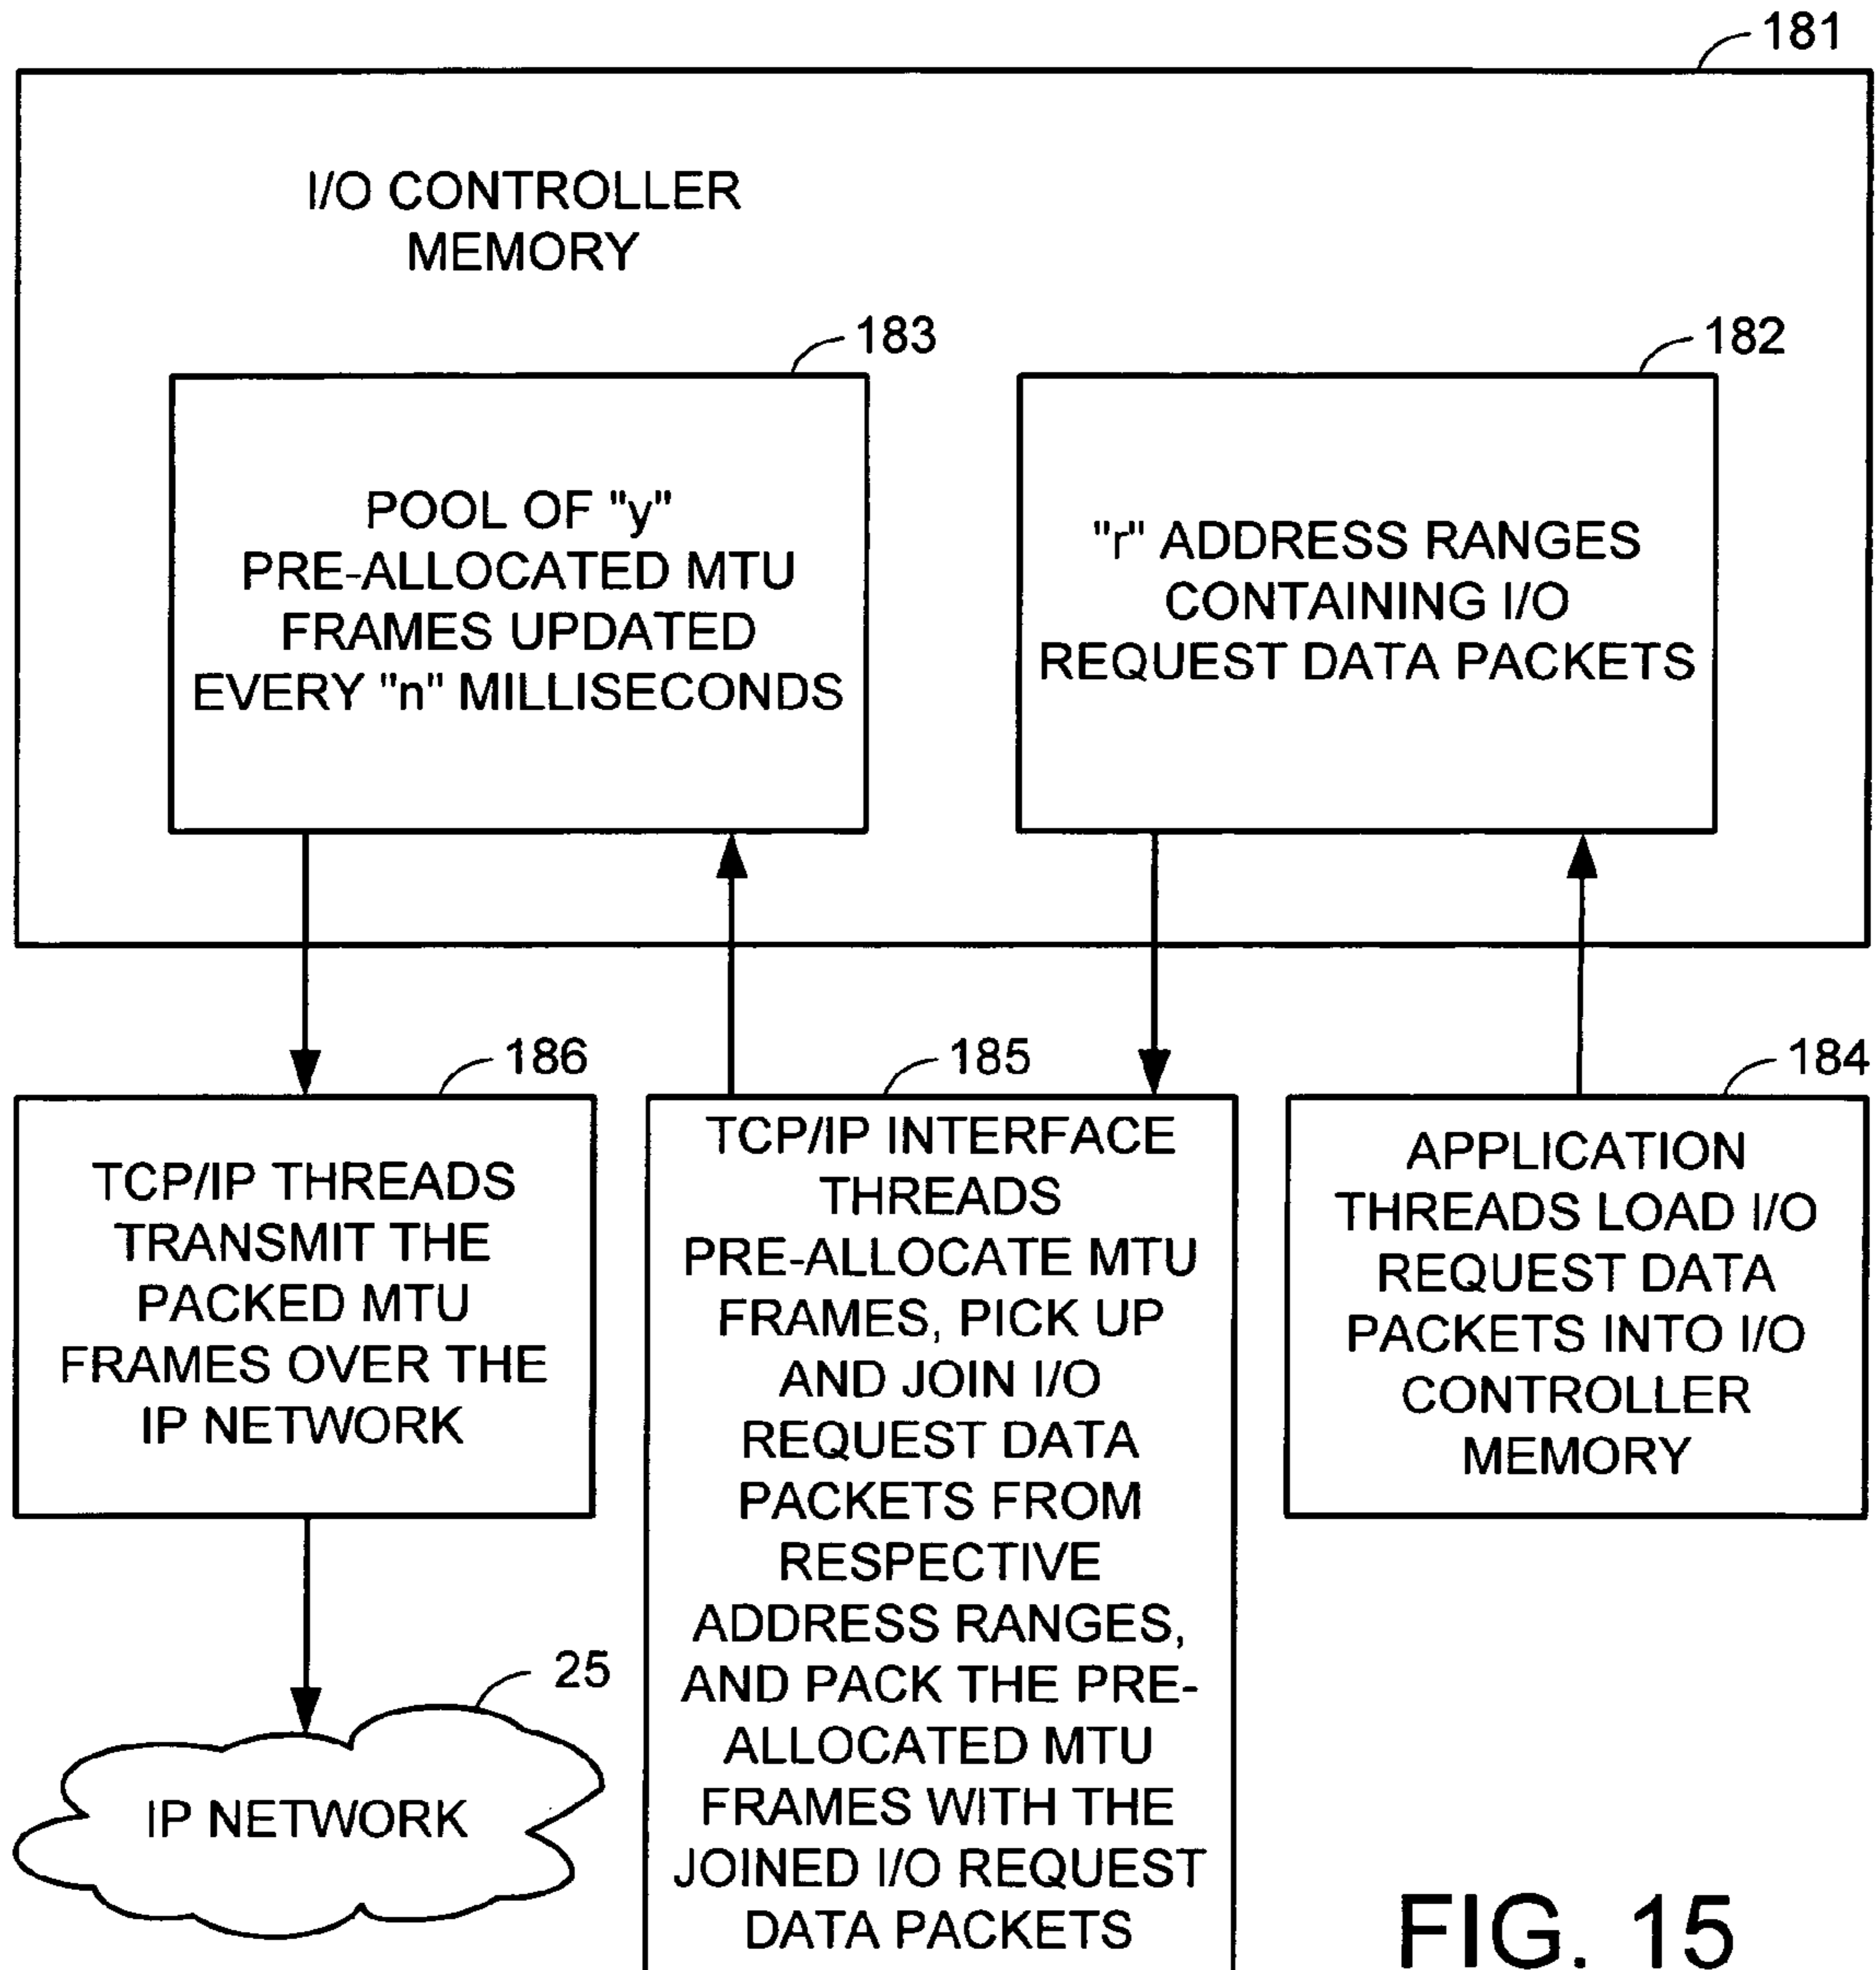 181
I/O CONTROLLER
MEMORY
183
POOL OF "y"
PRE-ALLOCATED MTU
FRAMES UPDATED
EVERY "n" MILLISECONDS
182
"r" ADDRESS RANGES
CONTAINING I/O
REQUEST DATA PACKETS
186
TCP/IP THREADS
TRANSMIT THE
PACKED MTU
FRAMES OVER THE
IP NETWORK
185
TCP/IP INTERFACE
THREADS
PRE-ALLOCATE MTU
FRAMES, PICK UP
AND JOIN I/O
REQUEST DATA
PACKETS FROM
RESPECTIVE
ADDRESS RANGES,
AND PACK THE PRE-
ALLOCATED MTU
FRAMES WITH THE
JOINED I/O REQUEST
DATA PACKETS
184
APPLICATION
THREADS LOAD I/O
REQUEST DATA
PACKETS INTO I/O
CONTROLLER
MEMORY
25
IP NETWORK
FIG. 15